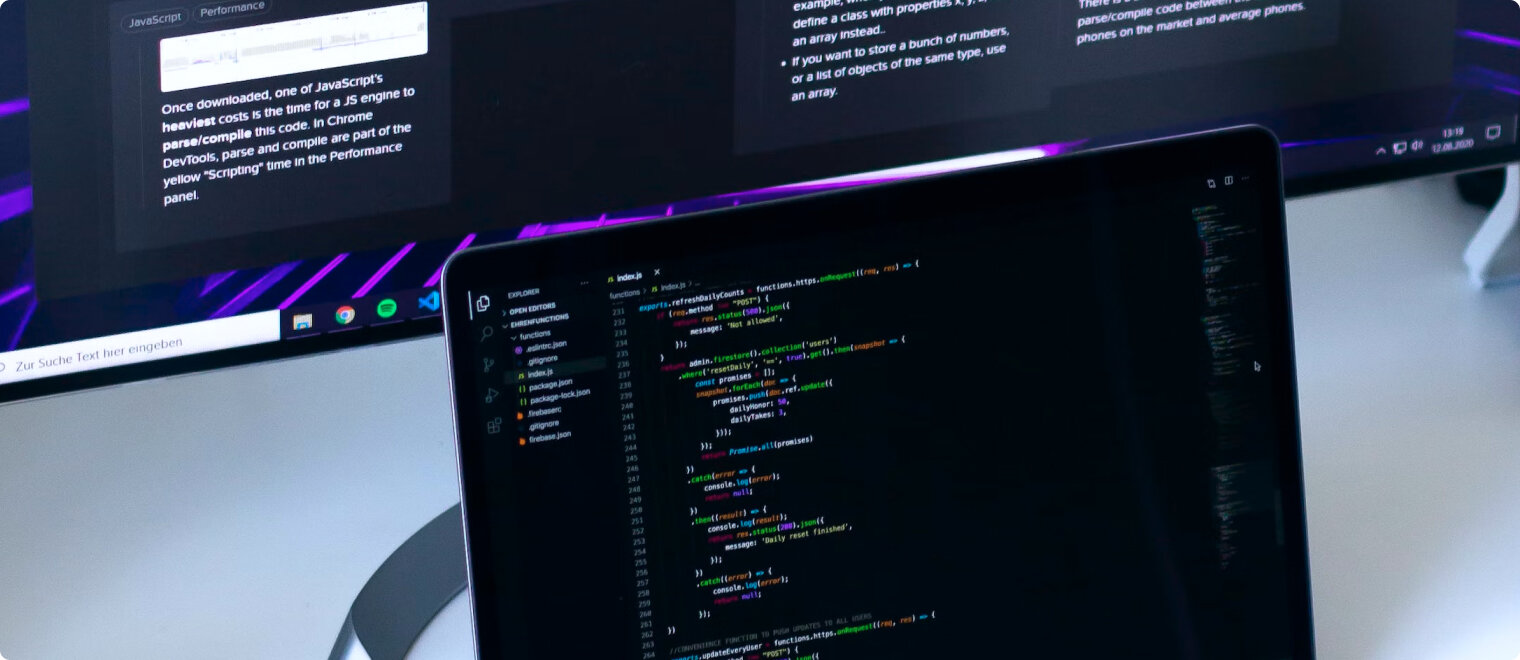 JavaScript
Performance
Once downloaded, one of JavaScript's
heaviest costs is the time for a JS engine to
parse/compile this code. In Chrome
DevTools, parse and compile are part of the
yellow "Scripting" time in the Performance
panel.
define a class with properties x, y, z,
an array instead..
• If you want to store a bunch of numbers,
or a list of objects of the same type, use
an array.
parse/compile code between
phones on the market and average phones.
13:19
12.08.2020
Zur Suche Text hier eingeben
EXPLORER
OPEN EDITORS
EHRENFUNCTIONS
functions
.eslintrc.json
.gitignore
JS index.js
{} package.json
{} package-lock.json
.firebaserc
.gitignore
firebase.json
JS index.js ×
functions > JS index.js > ...
231 exports.refreshDailyCounts = functions.https.onRequest((req, res) => {
232 if (req.method !== "POST") {
233 return res.status(500).json({
234 message: 'Not allowed',
235 });
236 }
237 return admin.firestore().collection('users')
238 .where('resetDaily', '==', true).get().then(snapshot => {
239 const promises = [];
240 snapshot.forEach(doc => {
241 promises.push(doc.ref.update({
242 dailyHonor: 50,
243 dailyTakes: 3,
244 }));
245 });
246 return Promise.all(promises)
247 })
248 .catch(error => {
249 console.log(error);
250 return null;
251 })
252 .then((result) => {
253 console.log(result);
254 return res.status(200).json({
255 message: 'Daily reset finished',
256 });
257 })
258 .catch((error) => {
259 console.log(error);
260 return null;
261 });
262 })
263 //CONVENIENCE FUNCTION TO PUSH UPDATES TO ALL USERS
264 exports.updateEveryUser = functions.https.onRequest((req, res) => {
"POST") {
.json({